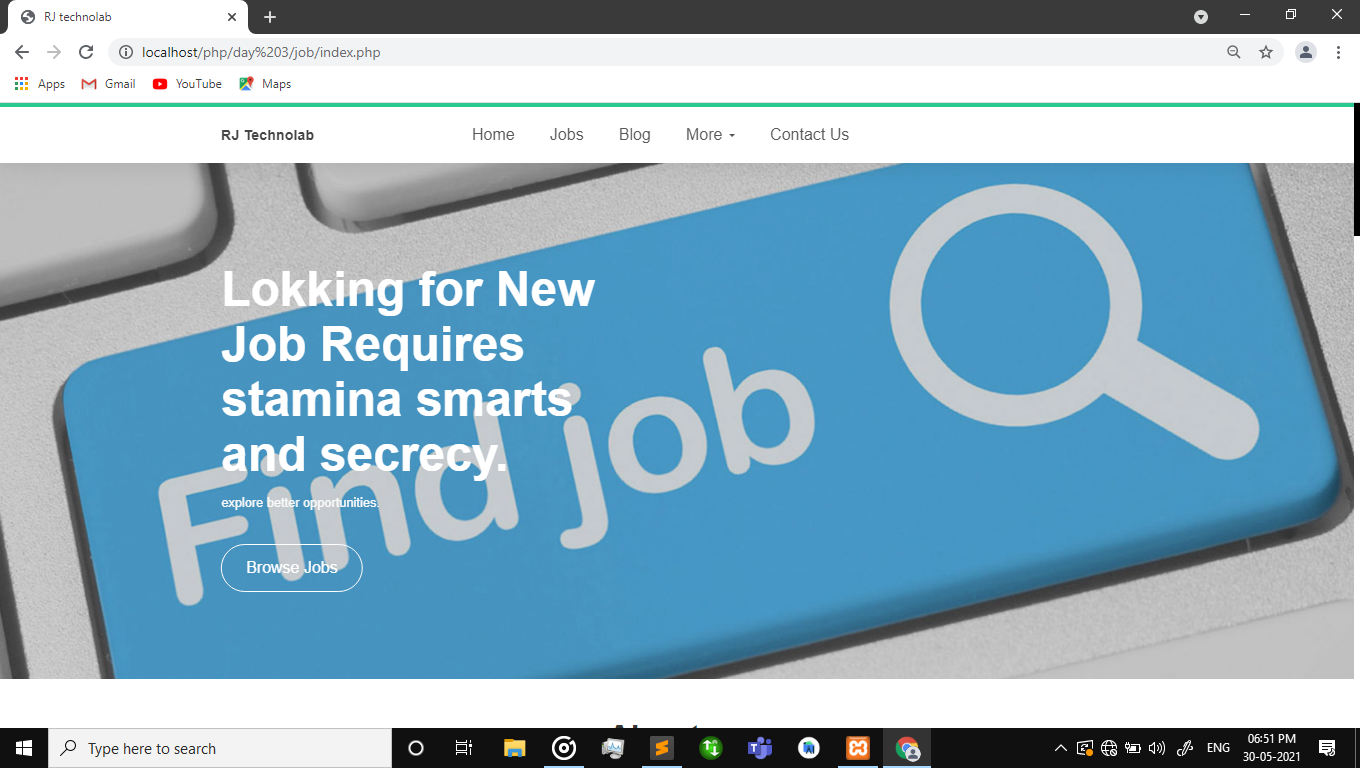 RJ technolab
localhost/php/day%203/job/index.php
Apps
Gmail
YouTube
Maps
RJ Technolab
Home
Jobs
Blog
More
Contact Us
Lokking for New
Job Requires
stamina smarts
and secrecy.
explore better opportunities.
Browse Jobs
Find job
Type here to search
ENG
06:51 PM
30-05-2021